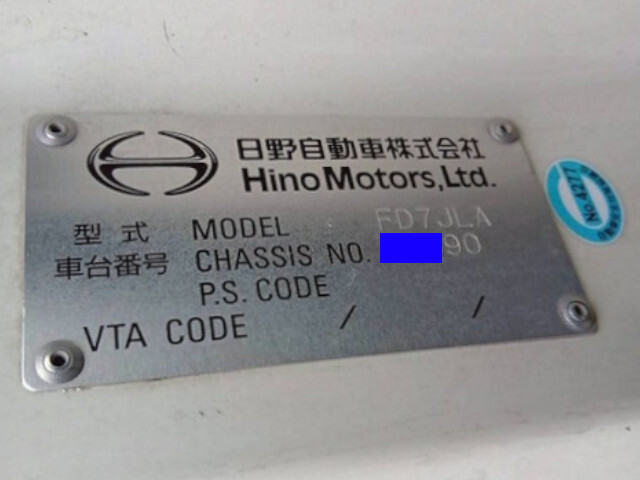 日野自動車株式会社
Hino Motors, Ltd.
型式 MODEL FD7JLA
車台番号 CHASSIS NO. 90
P.S. CODE
VTA CODE / /
No.4277